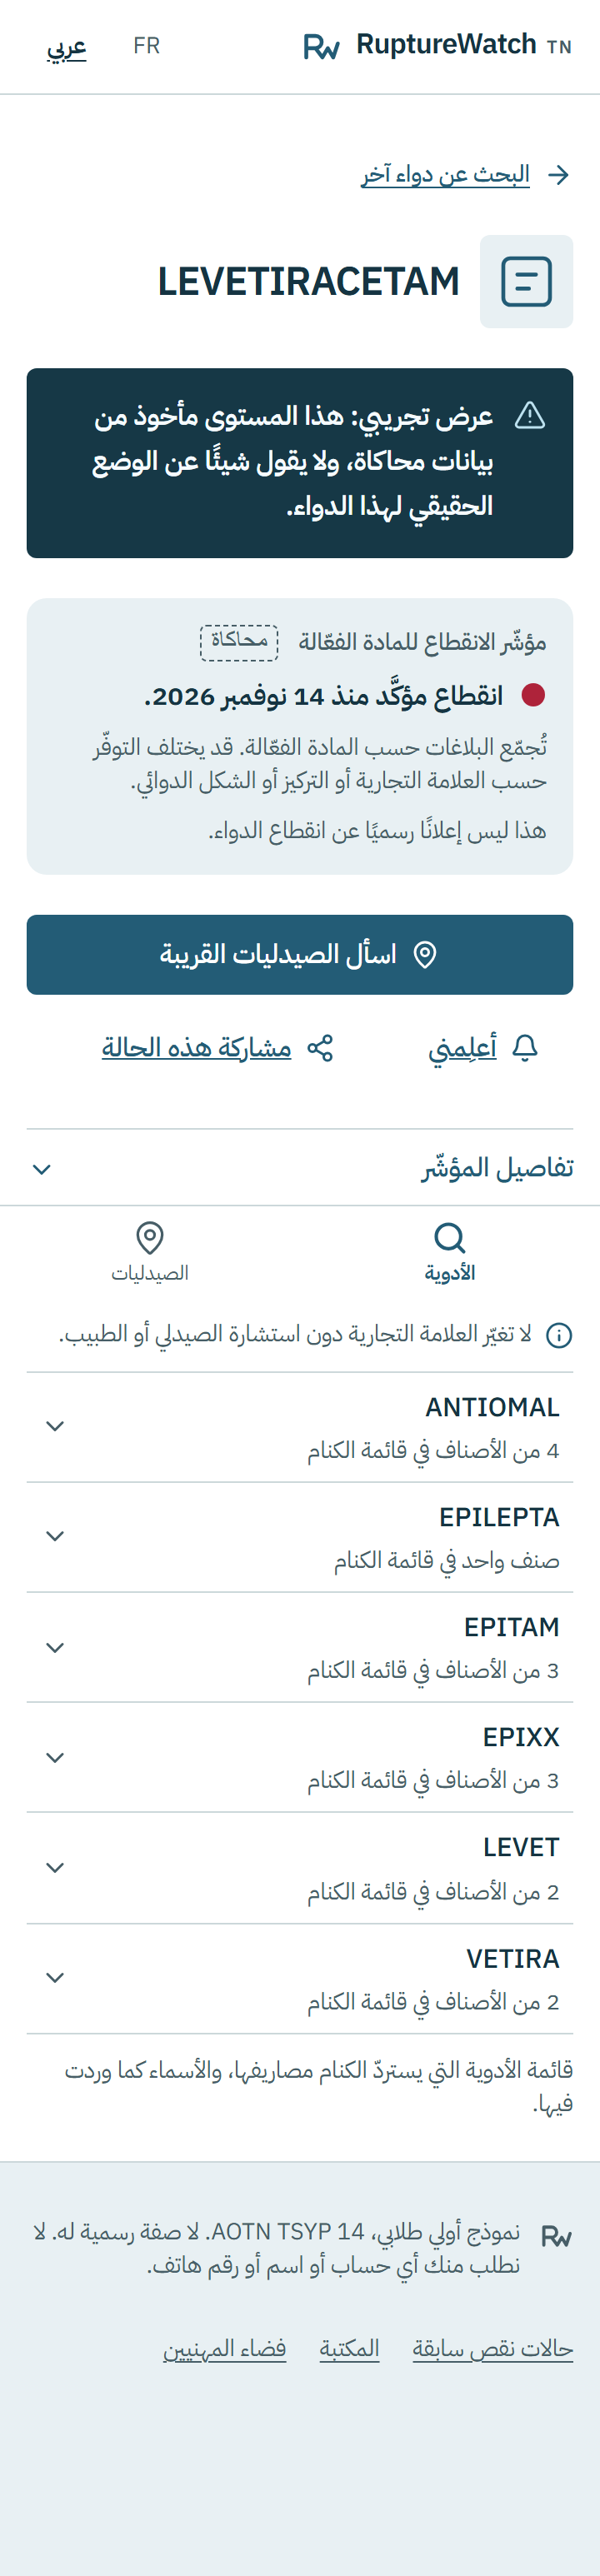 RW RuptureWatch TN
FR
عربي
البحث عن دواء آخر
LEVETIRACETAM
عرض تجريبي: هذا المستوى مأخوذ من
بيانات محاكاة، ولا يقول شيئًا عن الوضع
الحقيقي لهذا الدواء.
مؤشّر الانقطاع للمادة الفعّالة
محاكاة
انقطاع مؤكَّد منذ 14 نوفمبر 2026.
تُجمّع البلاغات حسب المادة الفعّالة. قد يختلف التوفّر
حسب العلامة التجارية أو التركيز أو الشكل الدوائي.
هذا ليس إعلانًا رسميًا عن انقطاع الدواء.
اسأل الصيدليات القريبة
أعلِمني
مشاركة هذه الحالة
تفاصيل المؤشّر
الأدوية
الصيدليات
لا تغيّر العلامة التجارية دون استشارة الصيدلي أو الطبيب.
ANTIOMAL
4 من الأصناف في قائمة الكنام
EPILEPTA
صنف واحد في قائمة الكنام
EPITAM
3 من الأصناف في قائمة الكنام
EPIXX
3 من الأصناف في قائمة الكنام
LEVET
2 من الأصناف في قائمة الكنام
VETIRA
2 من الأصناف في قائمة الكنام
قائمة الأدوية التي يستردّ الكنام مصاريفها، والأسماء كما وردت
فيها.
RW
نموذج أولي طلابي، AOTN TSYP 14. لا صفة رسمية له. لا
نطلب منك أي حساب أو اسم أو رقم هاتف.
حالات نقص سابقة
المكتبة
فضاء المهنيين